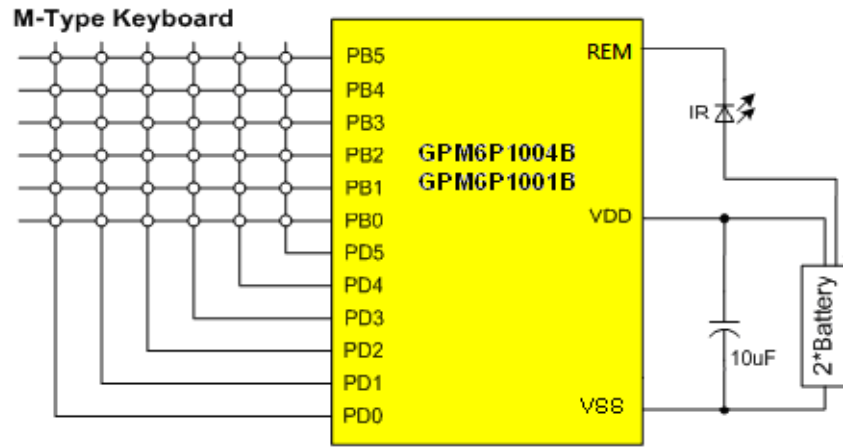 M-Type Keyboard
PB5
PB4
PB3
PB2
PB1
PB0
PD5
PD4
PD3
PD2
PD1
PD0
GPM6P1004B
GPM6P1001B
REM
VDD
VSS
IR
10uF
2*Battery